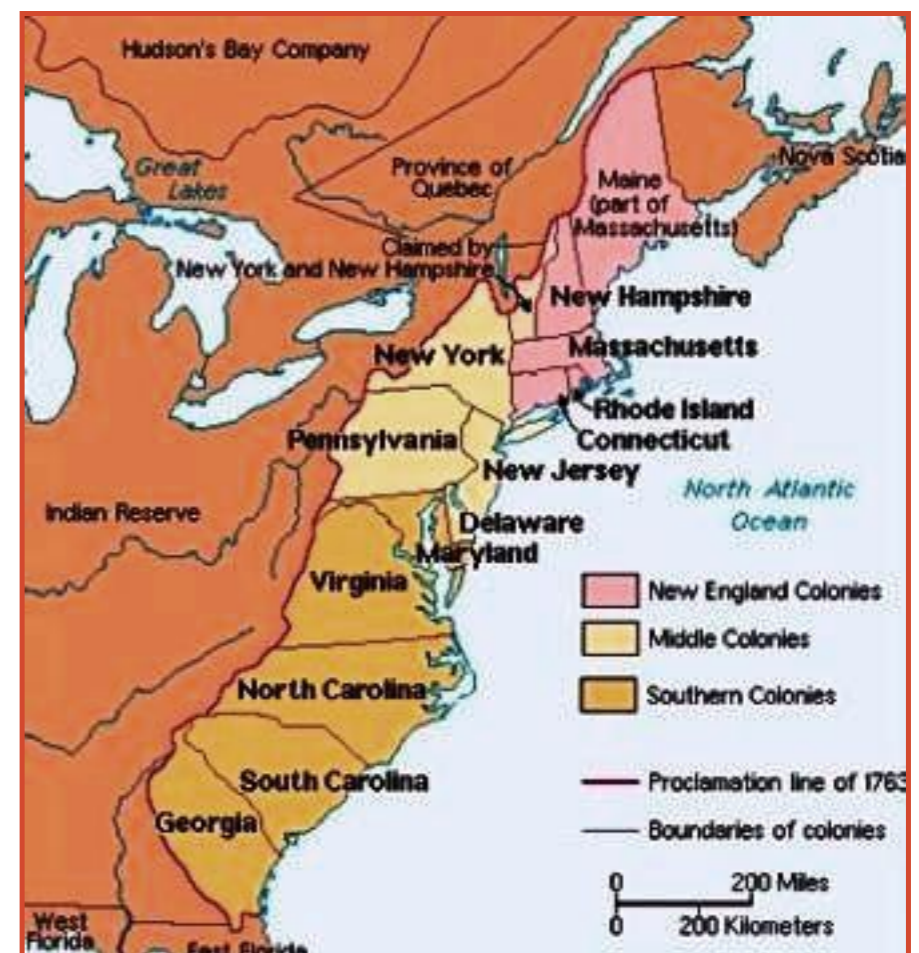 Hudson's Bay Company
Great
Lakes
Province of
Quebec
Nova Scotia
Maine
(part of
Massachusetts)
Claimed by
New York and New Hampshire
New Hampshire
Massachusetts
New York
Rhode Island
Connecticut
Pennsylvania
New Jersey
North Atlantic
Ocean
Indian Reserve
Delaware
Maryland
Virginia
New England Colonies
Middle Colonies
North Carolina
Southern Colonies
South Carolina
Proclamation line of 1763
Georgia
Boundaries of colonies
0 200 Miles
0 200 Kilometers
West
Florida
East Florida